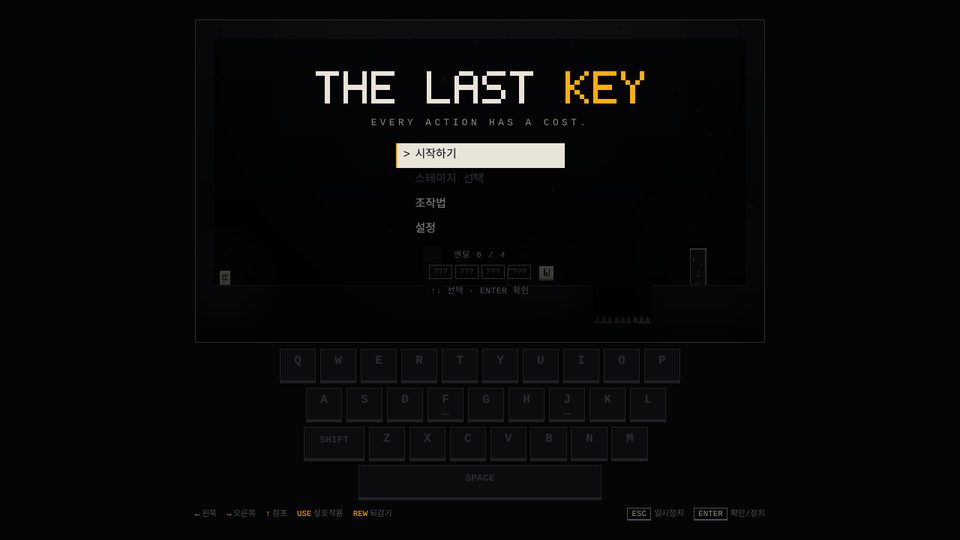 THE LAST KEY
EVERY ACTION HAS A COST.
> 시작하기
스테이지 선택
조작법
설정
엔딩 0 / 4
??? ??? ??? ???
↑↓ 선택 · ENTER 확인
Q W E R T Y U I O P
A S D F G H J K L
SHIFT Z X C V B N M
SPACE
← 왼쪽 → 오른쪽 ↑ 점프 USE 상호작용 REW 되감기 ESC 일시정지 ENTER 확인/장치